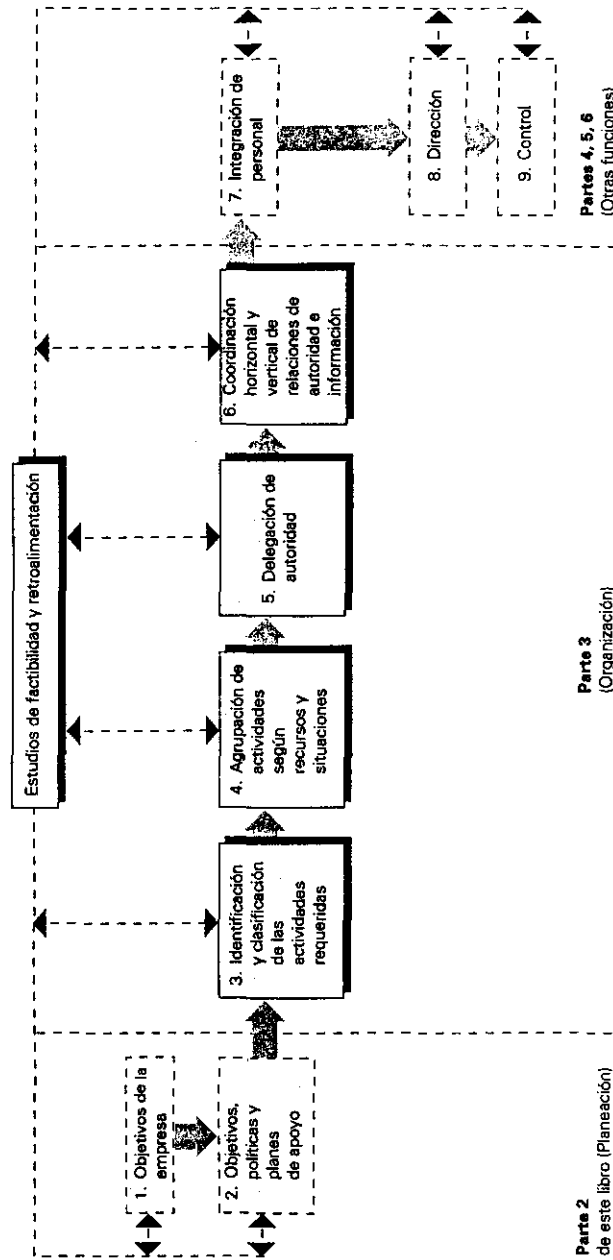 Estudios de factibilidad y retroalimentación
1. Objetivos de la
empresa
2. Objetivos,
políticas y
planes
de apoyo
3. Identificación
y clasificación
de las
actividades
requeridas
4. Agrupación de
actividades
según
recursos y
situaciones
5. Delegación de
autoridad
6. Coordinación
horizontal y
vertical de
relaciones de
autoridad e
información
7. Integración de
personal
8. Dirección
9. Control
Parte 2
de este libro (Planeación)
Parte 3
(Organización)
Partes 4, 5, 6
(Otras funciones)